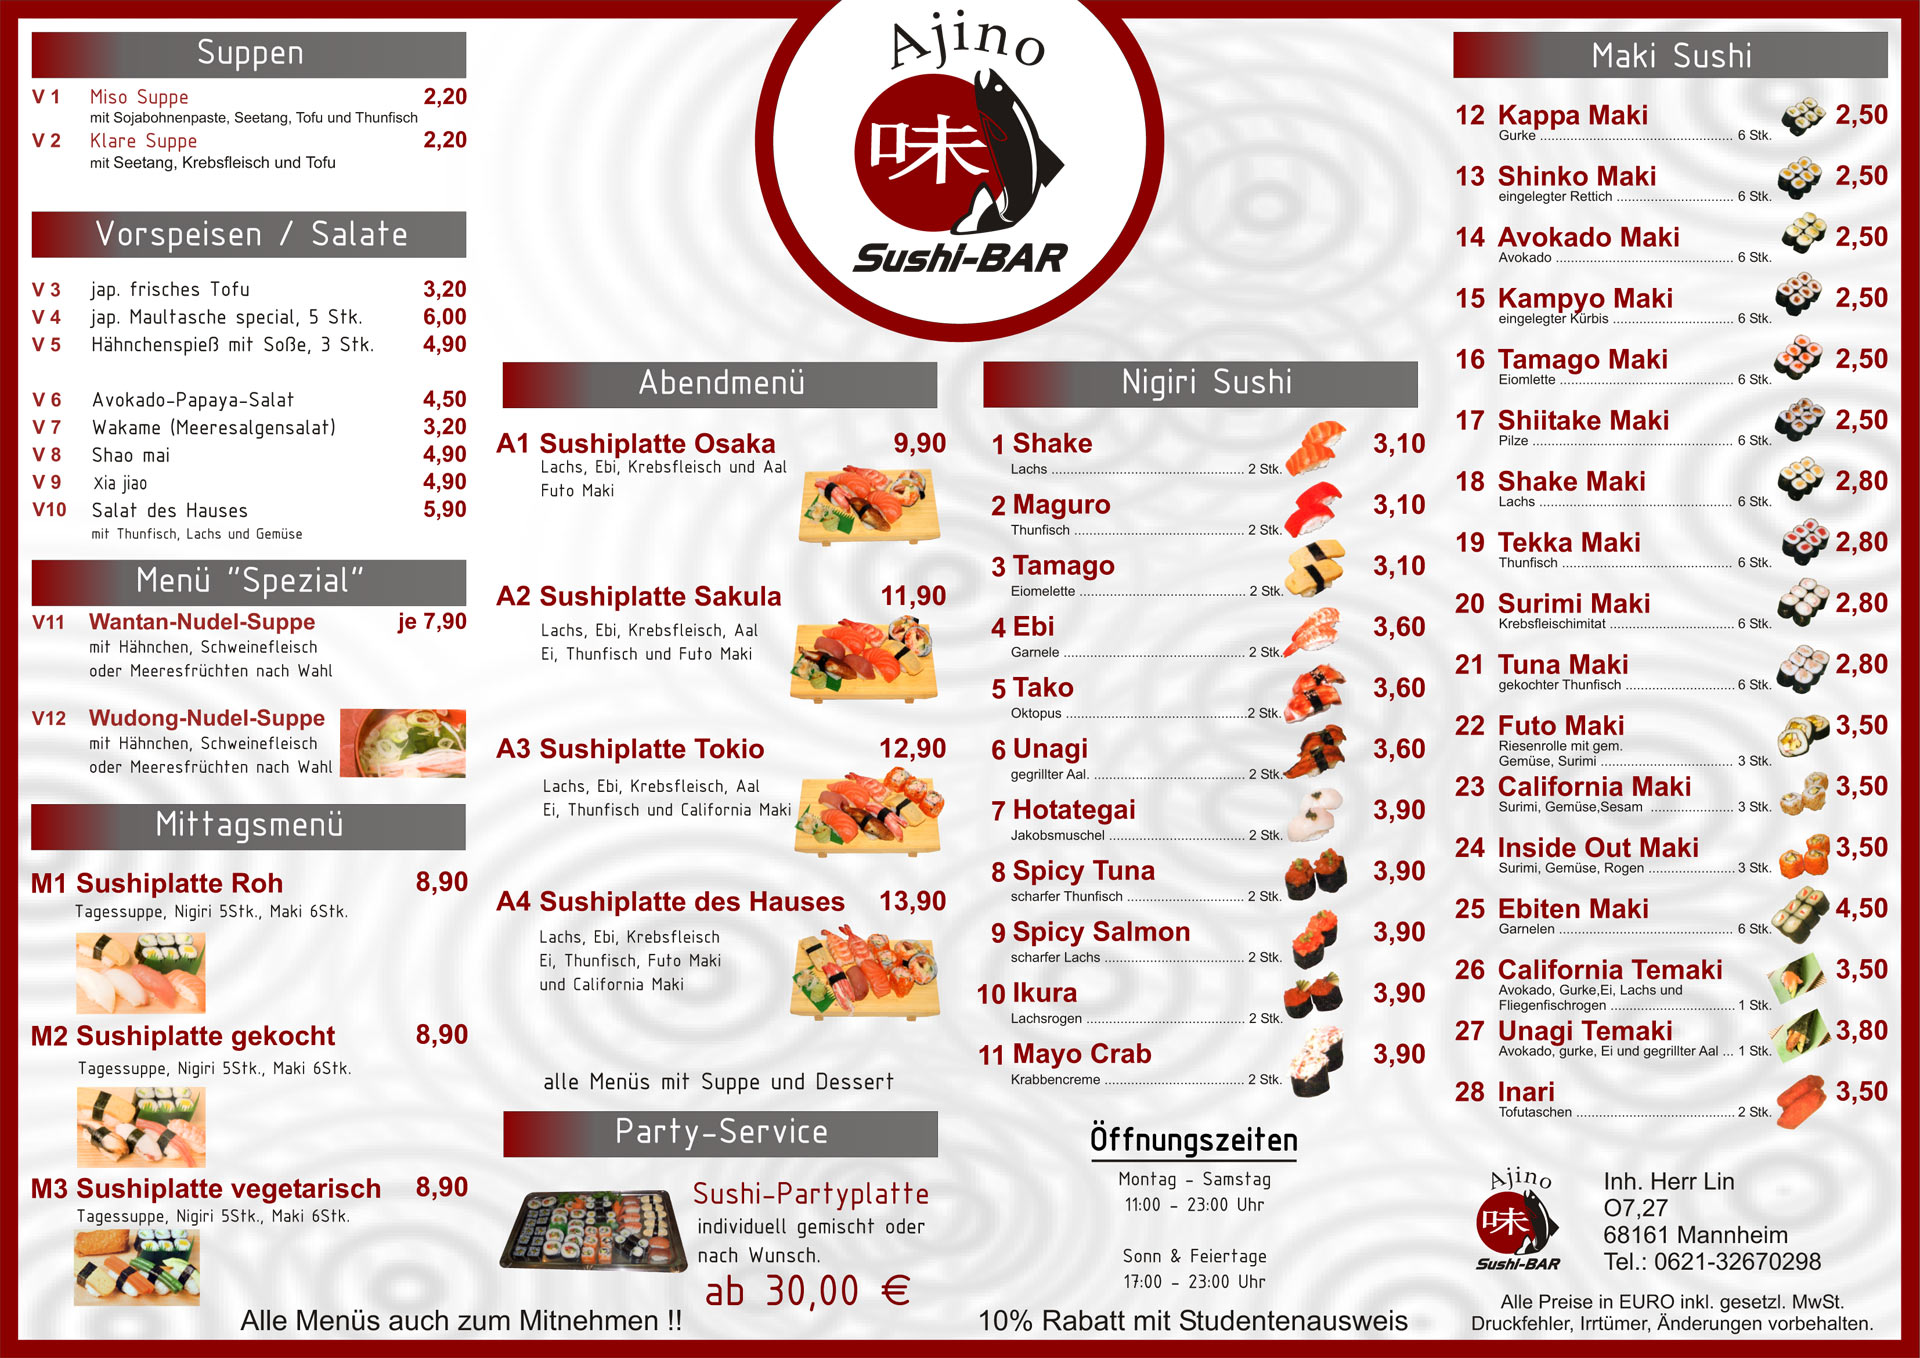 Ajino
味
Sushi-BAR
Suppen
V 1 Miso Suppe 2,20
mit Sojabohnenpaste, Seetang, Tofu und Thunfisch
V 2 Klare Suppe 2,20
mit Seetang, Krebsfleisch und Tofu
Vorspeisen / Salate
V 3 jap. frisches Tofu 3,20
V 4 jap. Maultasche special, 5 Stk. 6,00
V 5 Hähnchenspieß mit Soße, 3 Stk. 4,90
V 6 Avokado-Papaya-Salat 4,50
V 7 Wakame (Meeresalgensalat) 3,20
V 8 Shao mai 4,90
V 9 Xia jiao 4,90
V10 Salat des Hauses 5,90
mit Thunfisch, Lachs und Gemüse
Menü "Spezial"
V11 Wantan-Nudel-Suppe je 7,90
mit Hähnchen, Schweinefleisch
oder Meeresfrüchten nach Wahl
V12 Wudong-Nudel-Suppe
mit Hähnchen, Schweinefleisch
oder Meeresfrüchten nach Wahl
Mittagsmenü
M1 Sushiplatte Roh 8,90
Tagessuppe, Nigiri 5Stk., Maki 6Stk.
M2 Sushiplatte gekocht 8,90
Tagessuppe, Nigiri 5Stk., Maki 6Stk.
M3 Sushiplatte vegetarisch 8,90
Tagessuppe, Nigiri 5Stk., Maki 6Stk.
Alle Menüs auch zum Mitnehmen !!
Abendmenü
A1 Sushiplatte Osaka 9,90
Lachs, Ebi, Krebsfleisch und Aal
Futo Maki
A2 Sushiplatte Sakula 11,90
Lachs, Ebi, Krebsfleisch, Aal
Ei, Thunfisch und Futo Maki
A3 Sushiplatte Tokio 12,90
Lachs, Ebi, Krebsfleisch, Aal
Ei, Thunfisch und California Maki
A4 Sushiplatte des Hauses 13,90
Lachs, Ebi, Krebsfleisch
Ei, Thunfisch, Futo Maki
und California Maki
alle Menüs mit Suppe und Dessert
Party-Service
Sushi-Partyplatte
individuell gemischt oder
nach Wunsch.
ab 30,00 €
Nigiri Sushi
1 Shake 3,10
Lachs ........ 2 Stk.
2 Maguro 3,10
Thunfisch ........ 2 Stk.
3 Tamago 3,10
Eiomelette ........ 2 Stk.
4 Ebi 3,60
Garnele ........ 2 Stk.
5 Tako 3,60
Oktopus ........ 2 Stk.
6 Unagi 3,60
gegrillter Aal. ........ 2 Stk.
7 Hotategai 3,90
Jakobsmuschel ........ 2 Stk.
8 Spicy Tuna 3,90
scharfer Thunfisch ........ 2 Stk.
9 Spicy Salmon 3,90
scharfer Lachs ........ 2 Stk.
10 Ikura 3,90
Lachsrogen ........ 2 Stk.
11 Mayo Crab 3,90
Krabbencreme ........ 2 Stk.
Öffnungszeiten
Montag - Samstag
11:00 - 23:00 Uhr
Sonn & Feiertage
17:00 - 23:00 Uhr
10% Rabatt mit Studentenausweis
Maki Sushi
12 Kappa Maki 2,50
Gurke ........ 6 Stk.
13 Shinko Maki 2,50
eingelegter Rettich ........ 6 Stk.
14 Avokado Maki 2,50
Avokado ........ 6 Stk.
15 Kampyo Maki 2,50
eingelegter Kürbis ........ 6 Stk.
16 Tamago Maki 2,50
Eiomlette ........ 6 Stk.
17 Shiitake Maki 2,50
Pilze ........ 6 Stk.
18 Shake Maki 2,80
Lachs ........ 6 Stk.
19 Tekka Maki 2,80
Thunfisch ........ 6 Stk.
20 Surimi Maki 2,80
Krebsfleischimitat ........ 6 Stk.
21 Tuna Maki 2,80
gekochter Thunfisch ........ 6 Stk.
22 Futo Maki 3,50
Riesenrolle mit gem.
Gemüse, Surimi ........ 3 Stk.
23 California Maki 3,50
Surimi, Gemüse,Sesam ........ 3 Stk.
24 Inside Out Maki 3,50
Surimi, Gemüse, Rogen ........ 3 Stk.
25 Ebiten Maki 4,50
Garnelen ........ 6 Stk.
26 California Temaki 3,50
Avokado, Gurke,Ei, Lachs und
Fliegenfischrogen ........ 1 Stk.
27 Unagi Temaki 3,80
Avokado, gurke, Ei und gegrillter Aal ... 1 Stk.
28 Inari 3,50
Tofutaschen ........ 2 Stk.
Ajino
味
Sushi-BAR
Inh. Herr Lin
O7,27
68161 Mannheim
Tel.: 0621-32670298
Alle Preise in EURO inkl. gesetzl. MwSt.
Druckfehler, Irrtümer, Änderungen vorbehalten.